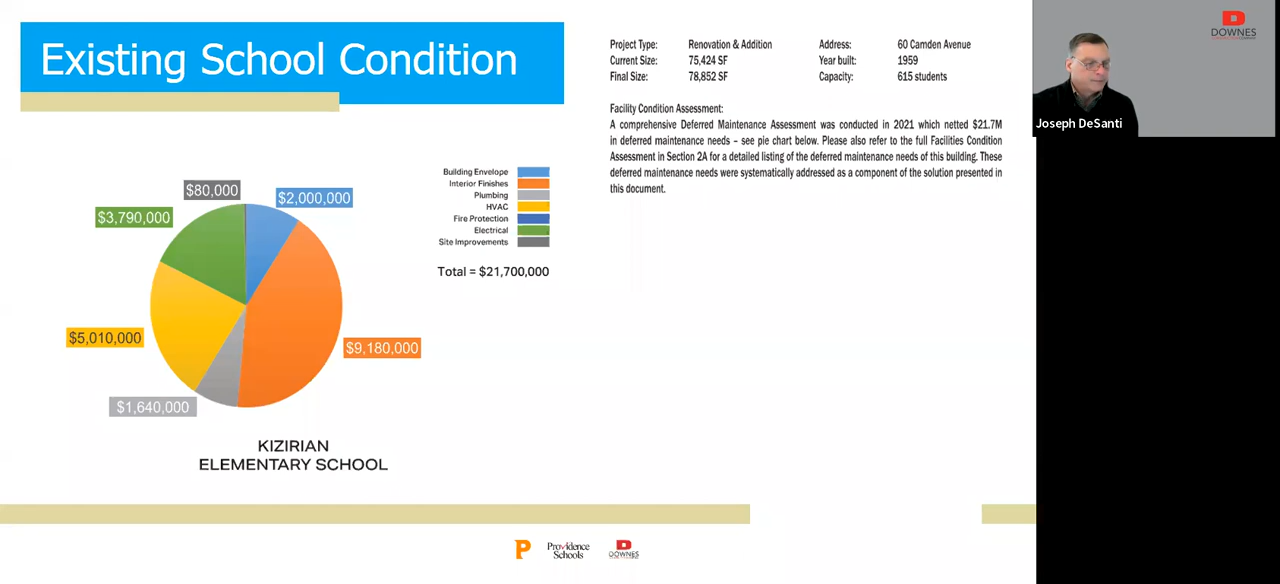 Existing School Condition
Project Type: Renovation & Addition Address: 60 Camden Avenue
Current Size: 75,424 SF Year built: 1959
Final Size: 78,852 SF Capacity: 615 students
Facility Condition Assessment:
A comprehensive Deferred Maintenance Assessment was conducted in 2021 which netted $21.7M
in deferred maintenance needs – see pie chart below. Please also refer to the full Facilities Condition
Assessment in Section 2A for a detailed listing of the deferred maintenance needs of this building. These
deferred maintenance needs were systematically addressed as a component of the solution presented in
this document.
Building Envelope
Interior Finishes
Plumbing
HVAC
Fire Protection
Electrical
Site Improvements
Total = $21,700,000
$80,000
$2,000,000
$3,790,000
$5,010,000
$9,180,000
$1,640,000
KIZIRIAN
ELEMENTARY SCHOOL
P
Providence
Schools
D
DOWNES
D
DOWNES
Joseph DeSanti